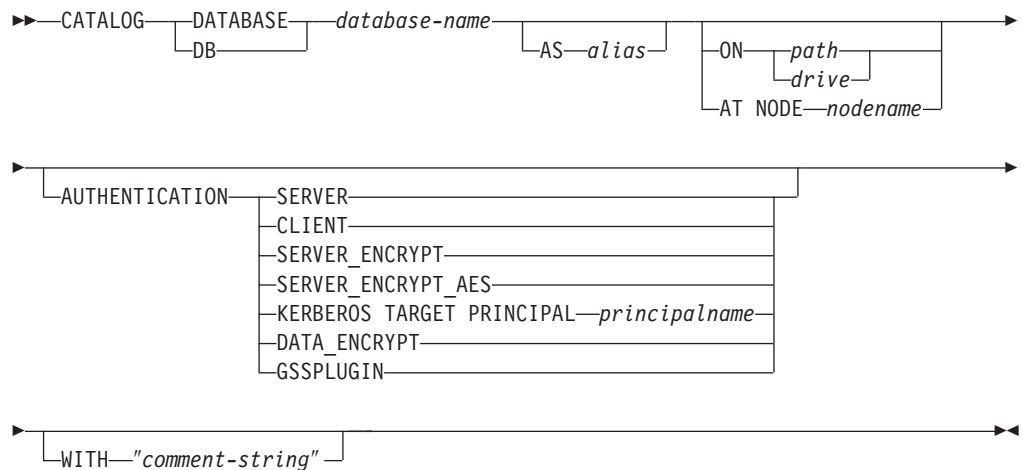 CATALOG DATABASE database-name
DB AS alias ON path
drive
AT NODE nodename
AUTHENTICATION SERVER
CLIENT
SERVER_ENCRYPT
SERVER_ENCRYPT_AES
KERBEROS TARGET PRINCIPAL principalname
DATA_ENCRYPT
GSSPLUGIN
WITH "comment-string"